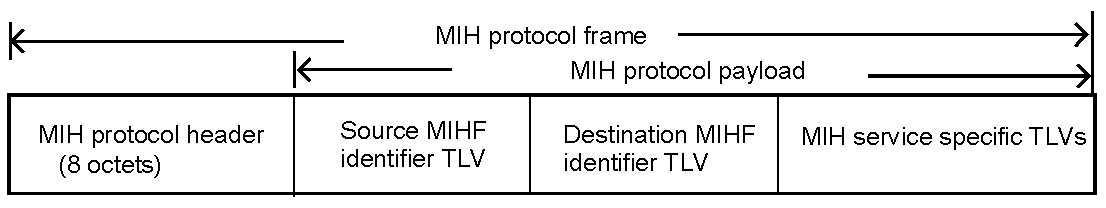 MIH protocol frame
MIH protocol payload
MIH protocol header
(8 octets)
Source MIHF
identifier TLV
Destination MIHF
identifier TLV
MIH service specific TLVs